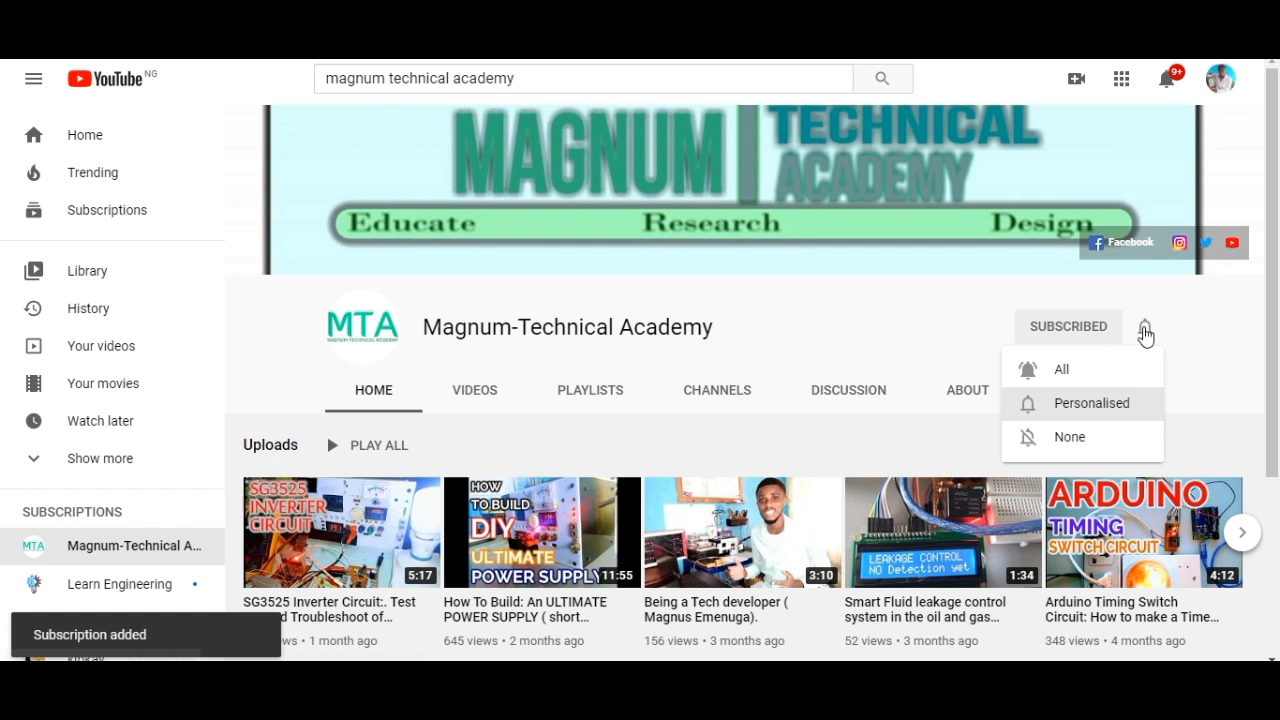 YouTube NG
magnum technical academy
9+
Home
Trending
Subscriptions
Library
History
Your videos
Your movies
Watch later
Show more
SUBSCRIPTIONS
MTA
Magnum-Technical A...
Learn Engineering
Subscription added
MAGNUM
TECHNICAL
ACADEMY
Educate Research Design
Facebook
MTA
MAGNUM-TECHNICAL ACADEMY
Magnum-Technical Academy
SUBSCRIBED
All
Personalised
None
HOME VIDEOS PLAYLISTS CHANNELS DISCUSSION ABOUT
Uploads PLAY ALL
SG3525
INVERTER
CIRCUIT
5:17
SG3525 Inverter Circuit:. Test
d Troubleshoot of...
ws • 1 month ago
HOW
TO BUILD
DIY
ULTIMATE
POWER SUPPLY
11:55
How To Build: An ULTIMATE
POWER SUPPLY ( short...
645 views • 2 months ago
3:10
Being a Tech developer (
Magnus Emenuga).
156 views • 3 months ago
LEAKAGE CONTROL
NO Detection yet
1:34
Smart Fluid leakage control
system in the oil and gas...
52 views • 3 months ago
ARDUINO
TIMING
SWITCH CIRCUIT
4:12
Arduino Timing Switch
Circuit: How to make a Time...
348 views • 4 months ago